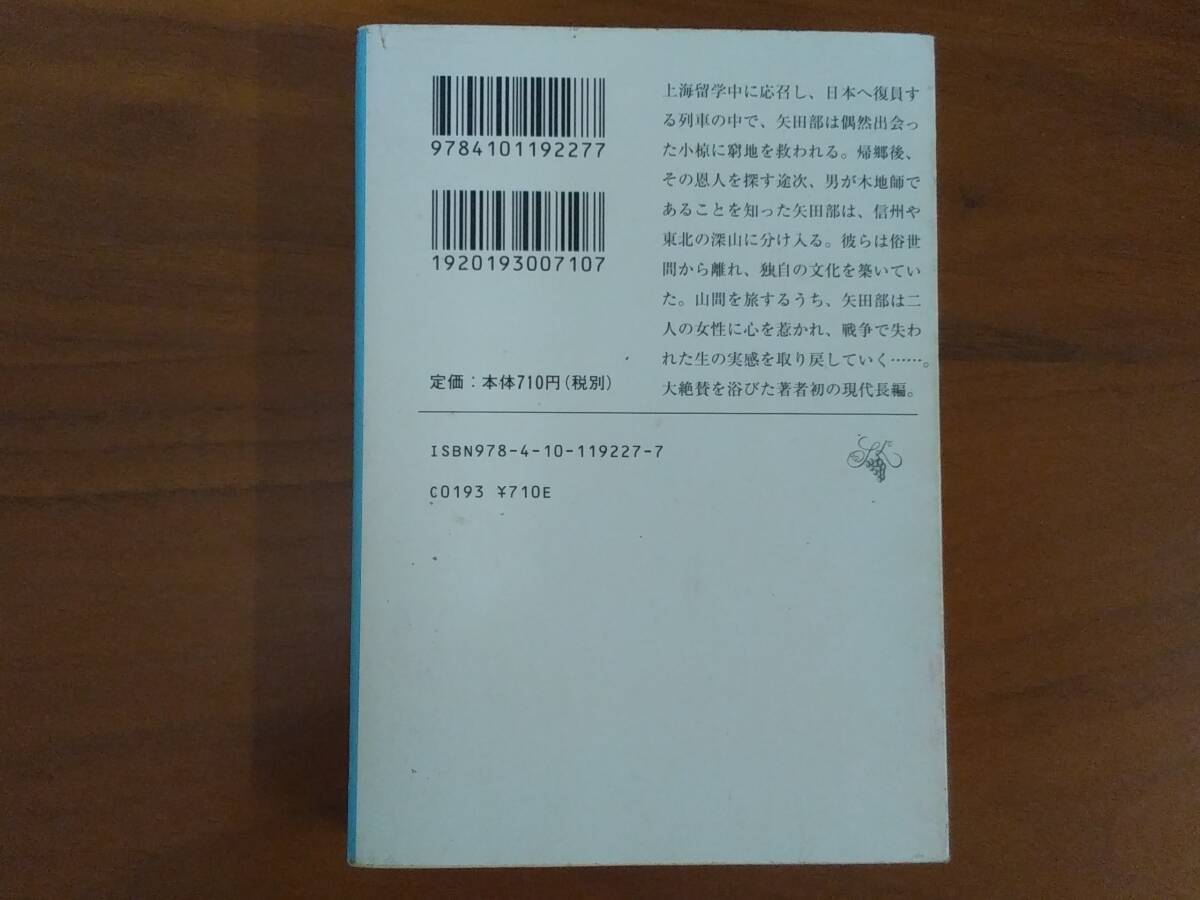 9784101192277
1920193007107
定価：本体710円（税別）
上海留学中に応召し、日本へ復員す
る列車の中で、矢田部は偶然出会っ
た小椋に窮地を救われる。帰郷後、
その恩人を探す途次、男が木地師で
あることを知った矢田部は、信州や
東北の深山に分け入る。彼らは俗世
間から離れ、独自の文化を築いてい
た。山間を旅するうち、矢田部は二
人の女性に心を惹かれ、戦争で失わ
れた生の実感を取り戻していく……。
大絶賛を浴びた著者初の現代長編。
ISBN978-4-10-119227-7
C0193 ¥710E